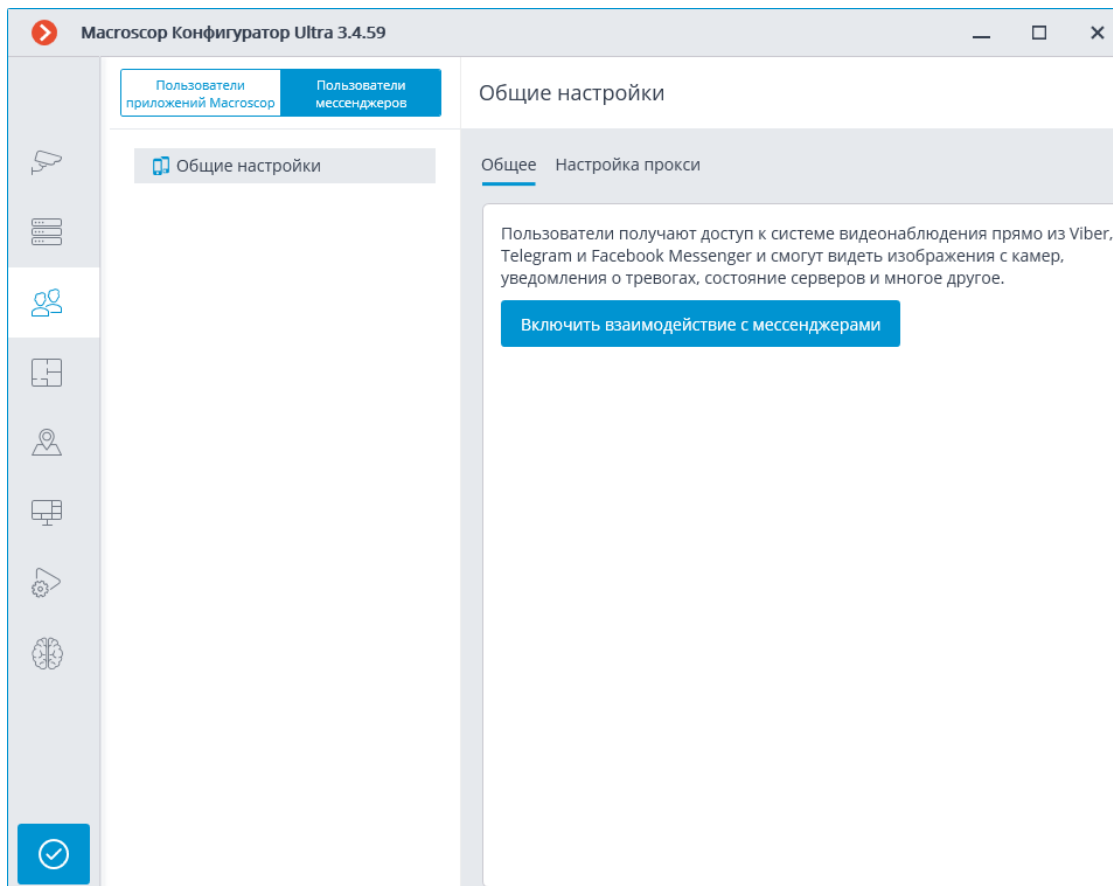 Macroscop Конфигуратор Ultra 3.4.59
Пользователи
приложений Macroscop
Пользователи
мессенджеров
Общие настройки
Общие настройки
Общее
Настройка прокси
Пользователи получают доступ к системе видеонаблюдения прямо из Viber,
Telegram и Facebook Messenger и смогут видеть изображения с камер,
уведомления о тревогах, состояние серверов и многое другое.
Включить взаимодействие с мессенджерами